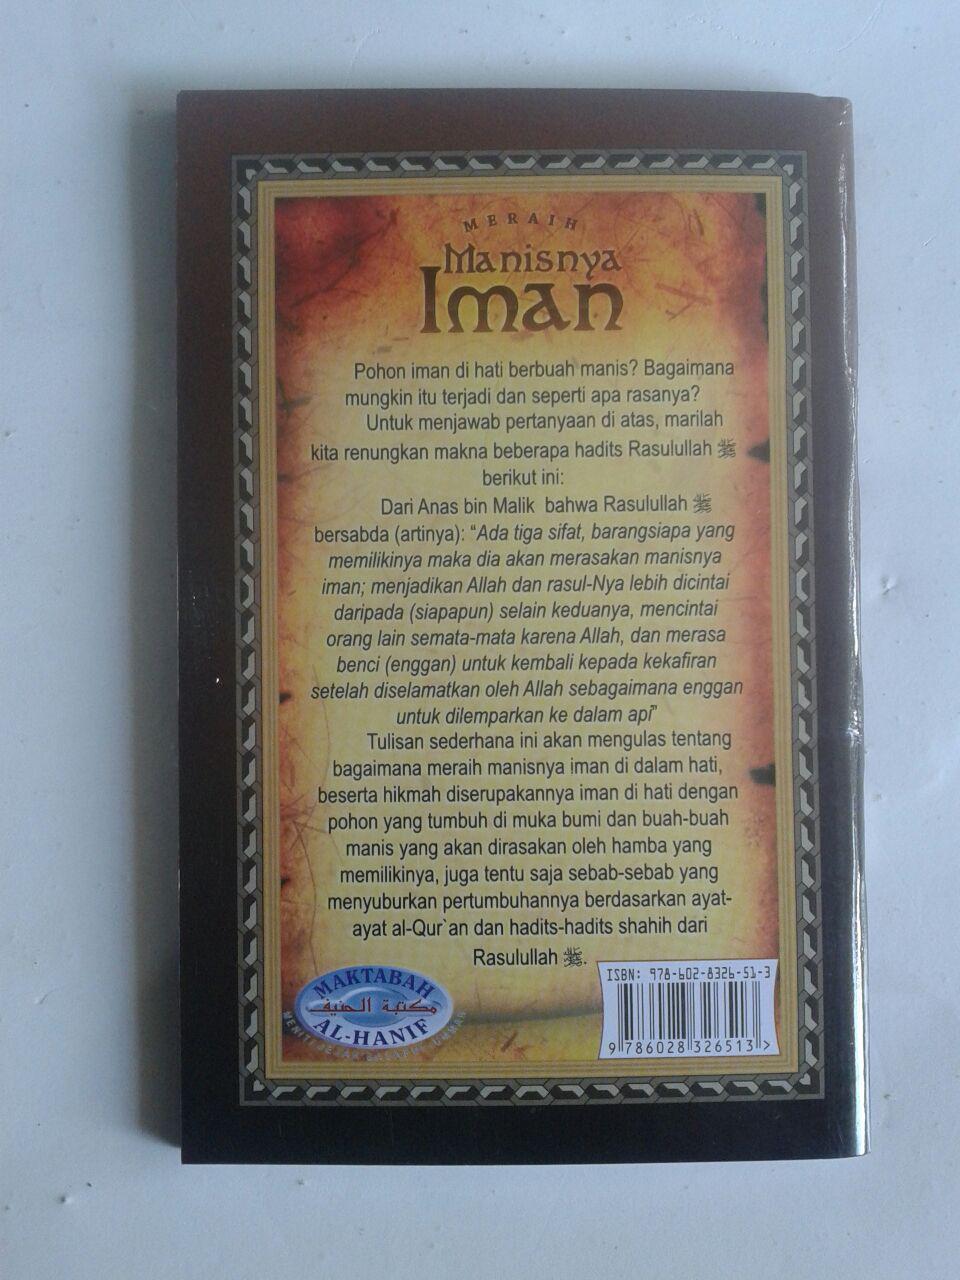 MERAIH
Manisnya
Iman
Pohon iman di hati berbuah manis? Bagaimana
mungkin itu terjadi dan seperti apa rasanya?
Untuk menjawab pertanyaan di atas, marilah
kita renungkan makna beberapa hadits Rasulullah ﷺ
berikut ini:
Dari Anas bin Malik bahwa Rasulullah ﷺ
bersabda (artinya): “Ada tiga sifat, barangsiapa yang
memilikinya maka dia akan merasakan manisnya
iman; menjadikan Allah dan rasul-Nya lebih dicintai
daripada (siapapun) selain keduanya, mencintai
orang lain semata-mata karena Allah, dan merasa
benci (enggan) untuk kembali kepada kekafiran
setelah diselamatkan oleh Allah sebagaimana enggan
untuk dilemparkan ke dalam api”
Tulisan sederhana ini akan mengulas tentang
bagaimana meraih manisnya iman di dalam hati,
beserta hikmah diserupakannya iman di hati dengan
pohon yang tumbuh di muka bumi dan buah-buah
manis yang akan dirasakan oleh hamba yang
memilikinya, juga tentu saja sebab-sebab yang
menyuburkan pertumbuhannya berdasarkan ayat-
ayat al-Qur`an dan hadits-hadits shahih dari
Rasulullah ﷺ.
MAKTABAH
مكتبة الحنيف
AL-HANIF
MENITI JEJAK SALAFUL UMMAH
ISBN: 978-602-8326-51-3
9 786028 326513 >